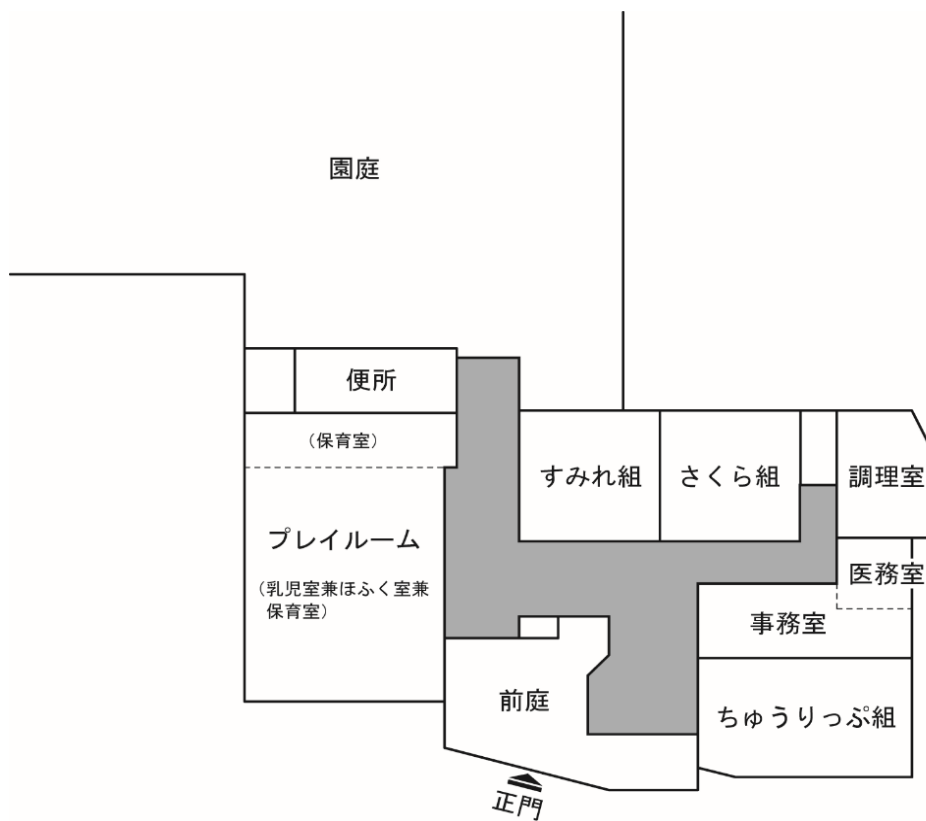 園庭
便所
（保育室）
すみれ組
さくら組
調理室
プレイルーム
（乳児室兼ほふく室兼
保育室）
医務室
事務室
前庭
ちゅうりっぷ組
正門